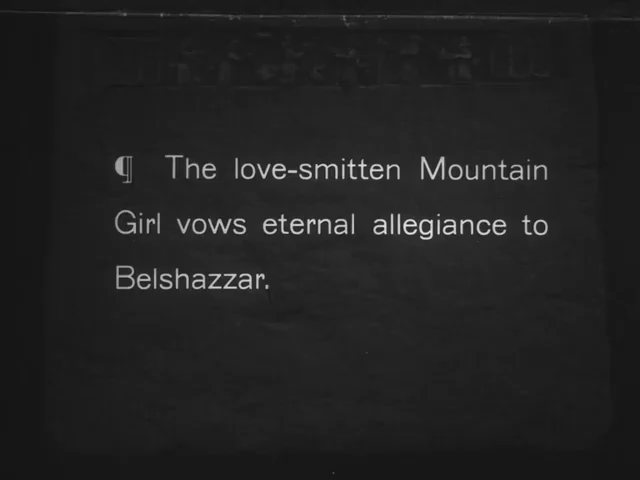 ¶ The love-smitten Mountain
Girl vows eternal allegiance to
Belshazzar.